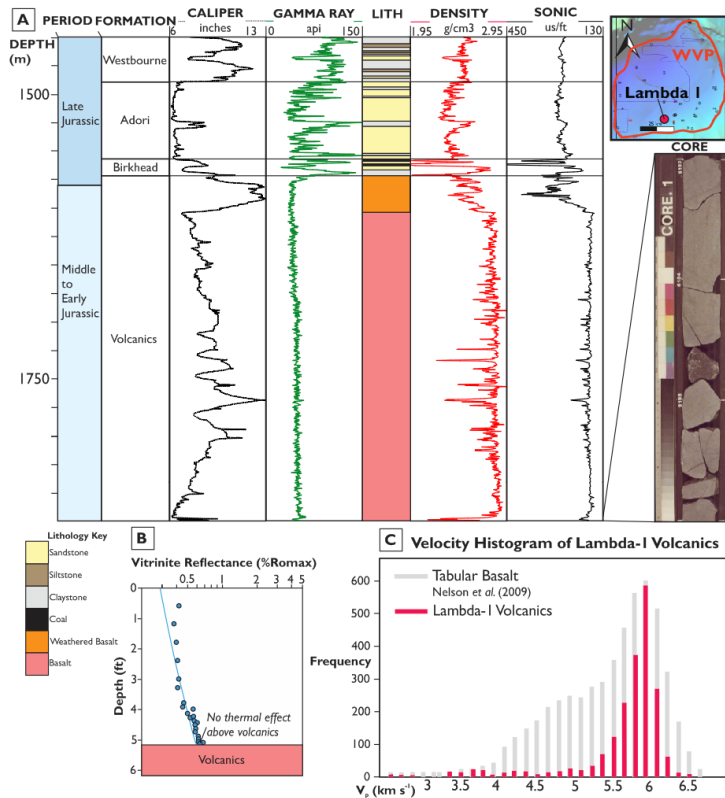 A
PERIOD FORMATION CALIPER GAMMA RAY LITH DENSITY SONIC
DEPTH (m)
6 inches 13
0 api 150
1.95 g/cm3 2.95
450 us/ft 130
N
WVP
Lambda 1
Westbourne
1500
Late Jurassic
Adori
Birkhead
Middle to Early Jurassic
Volcanics
1750
CORE
CORE. 1
Lithology Key
Sandstone
Siltstone
Claystone
Coal
Weathered Basalt
Basalt
B
Vitrinite Reflectance (%Romax)
0.5 1 2 3 4 5
Depth (ft)
0
1
2
3
4
5
6
No thermal effect
above volcanics
Volcanics
C Velocity Histogram of Lambda-1 Volcanics
Tabular Basalt
Nelson et al. (2009)
Lambda-1 Volcanics
Frequency
600
500
400
300
200
100
0
3 3.5 4 4.5 5 5.5 6 6.5
Vp (km s-1)